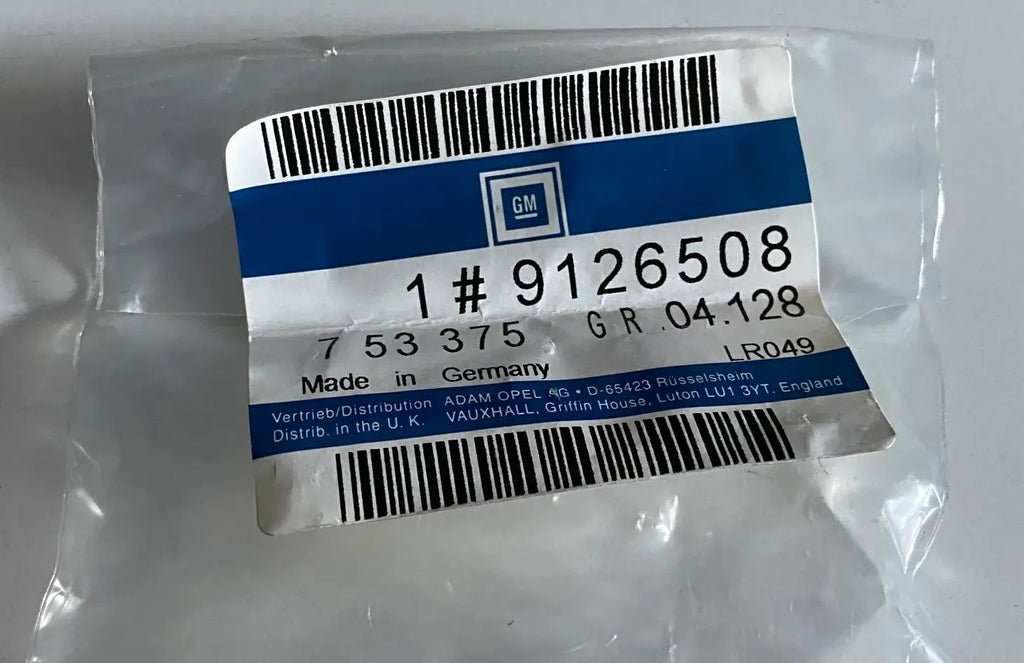 GM
1 # 9126508
7 53 375 GR .04.128
Made in Germany LR049
Vertrieb/Distribution ADAM OPEL AG • D-65423 Rüsselsheim
Distrib. in the U. K. VAUXHALL, Griffin House, Luton LU1 3YT. England